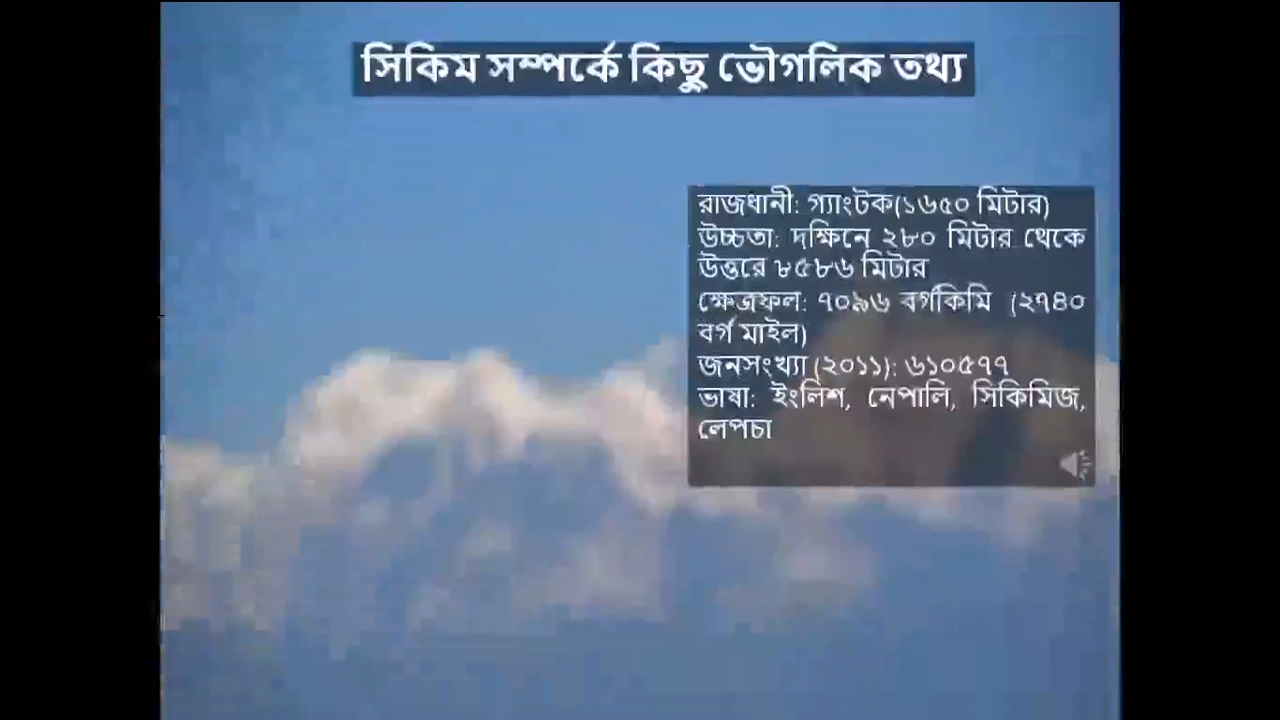 সিকিম সম্পর্কে কিছু ভৌগলিক তথ্য
রাজধানী: গ্যাংটক(১৬৫০ মিটার)
উচ্চতা: দক্ষিনে ২৮০ মিটার থেকে
উত্তরে ৮৫৮৬ মিটার
ক্ষেত্রফল: ৭০৯৬ বর্গকিমি (২৭৪০
বর্গ মাইল)
জনসংখ্যা (২০১১): ৬১০৫৭৭
ভাষা: ইংলিশ, নেপালি, সিকিমিজ,
লেপচা